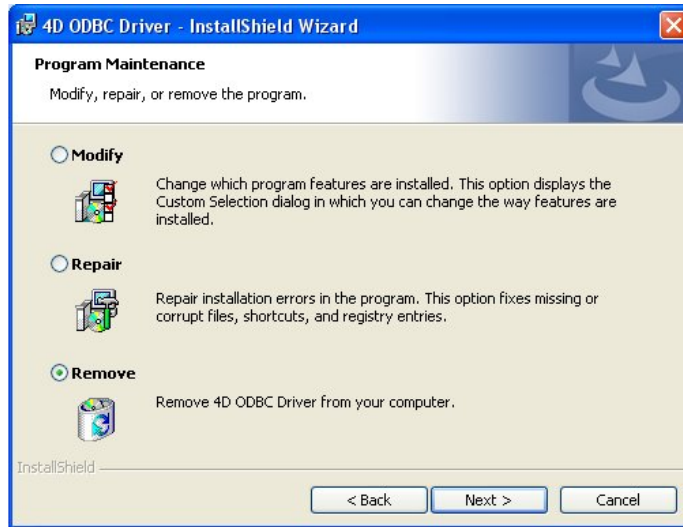 4D ODBC Driver - InstallShield Wizard
Program Maintenance
Modify, repair, or remove the program.
Modify
Change which program features are installed. This option displays the
Custom Selection dialog in which you can change the way features are
installed.
Repair
Repair installation errors in the program. This option fixes missing or
corrupt files, shortcuts, and registry entries.
Remove
Remove 4D ODBC Driver from your computer.
InstallShield
< Back Next > Cancel